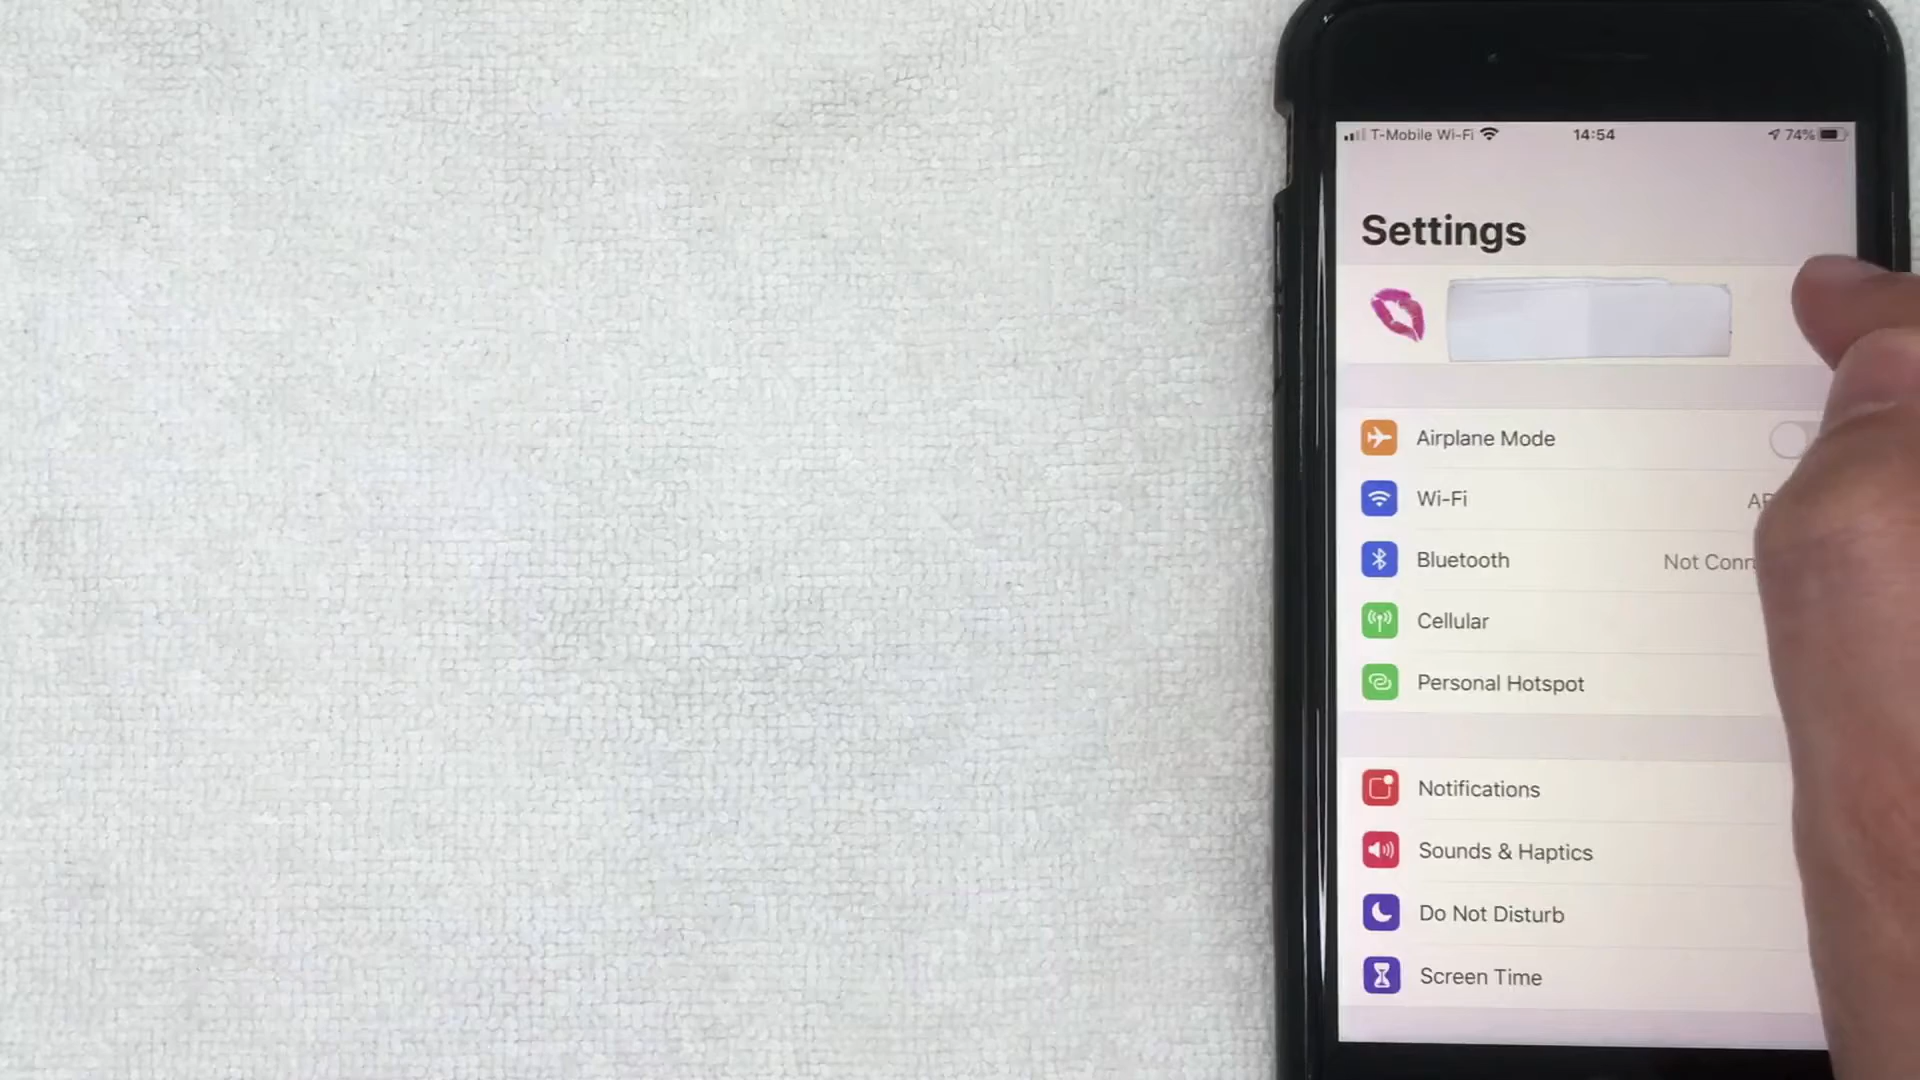 T-Mobile Wi-Fi 14:54 74%
Settings
Airplane Mode
Wi-Fi
Bluetooth Not
Cellular
Personal Hotspot
Notifications
Sounds & Haptics
Do Not Disturb
Screen Time